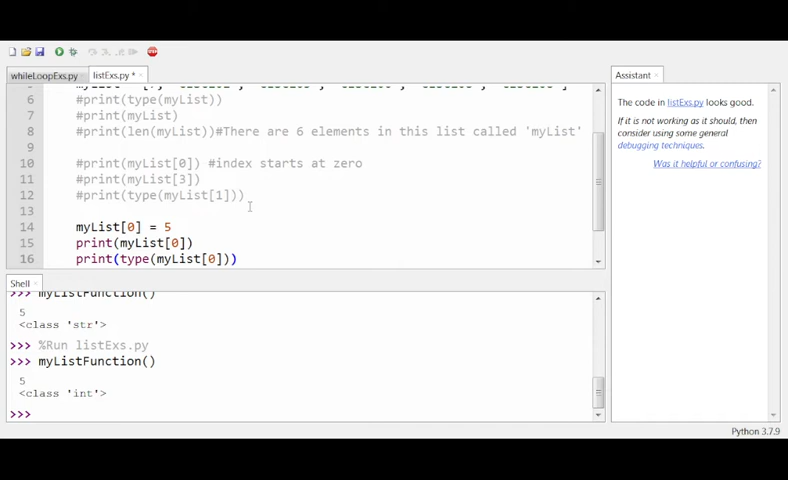 whileLoopExs.py listExs.py * ×
Assistant ×
6 #print(type(myList))
7 #print(myList)
8 #print(len(myList))#There are 6 elements in this list called 'myList'
9
10 #print(myList[0]) #index starts at zero
11 #print(myList[3])
12 #print(type(myList[1]))
13
14 myList[0] = 5
15 print(myList[0])
16 print(type(myList[0]))
The code in listExs.py looks good.
If it is not working as it should, then
consider using some general
debugging techniques.
Was it helpful or confusing?
Shell ×
>>> myListFunction()
5
<class 'str'>
>>> %Run listExs.py
>>> myListFunction()
5
<class 'int'>
>>>
Python 3.7.9